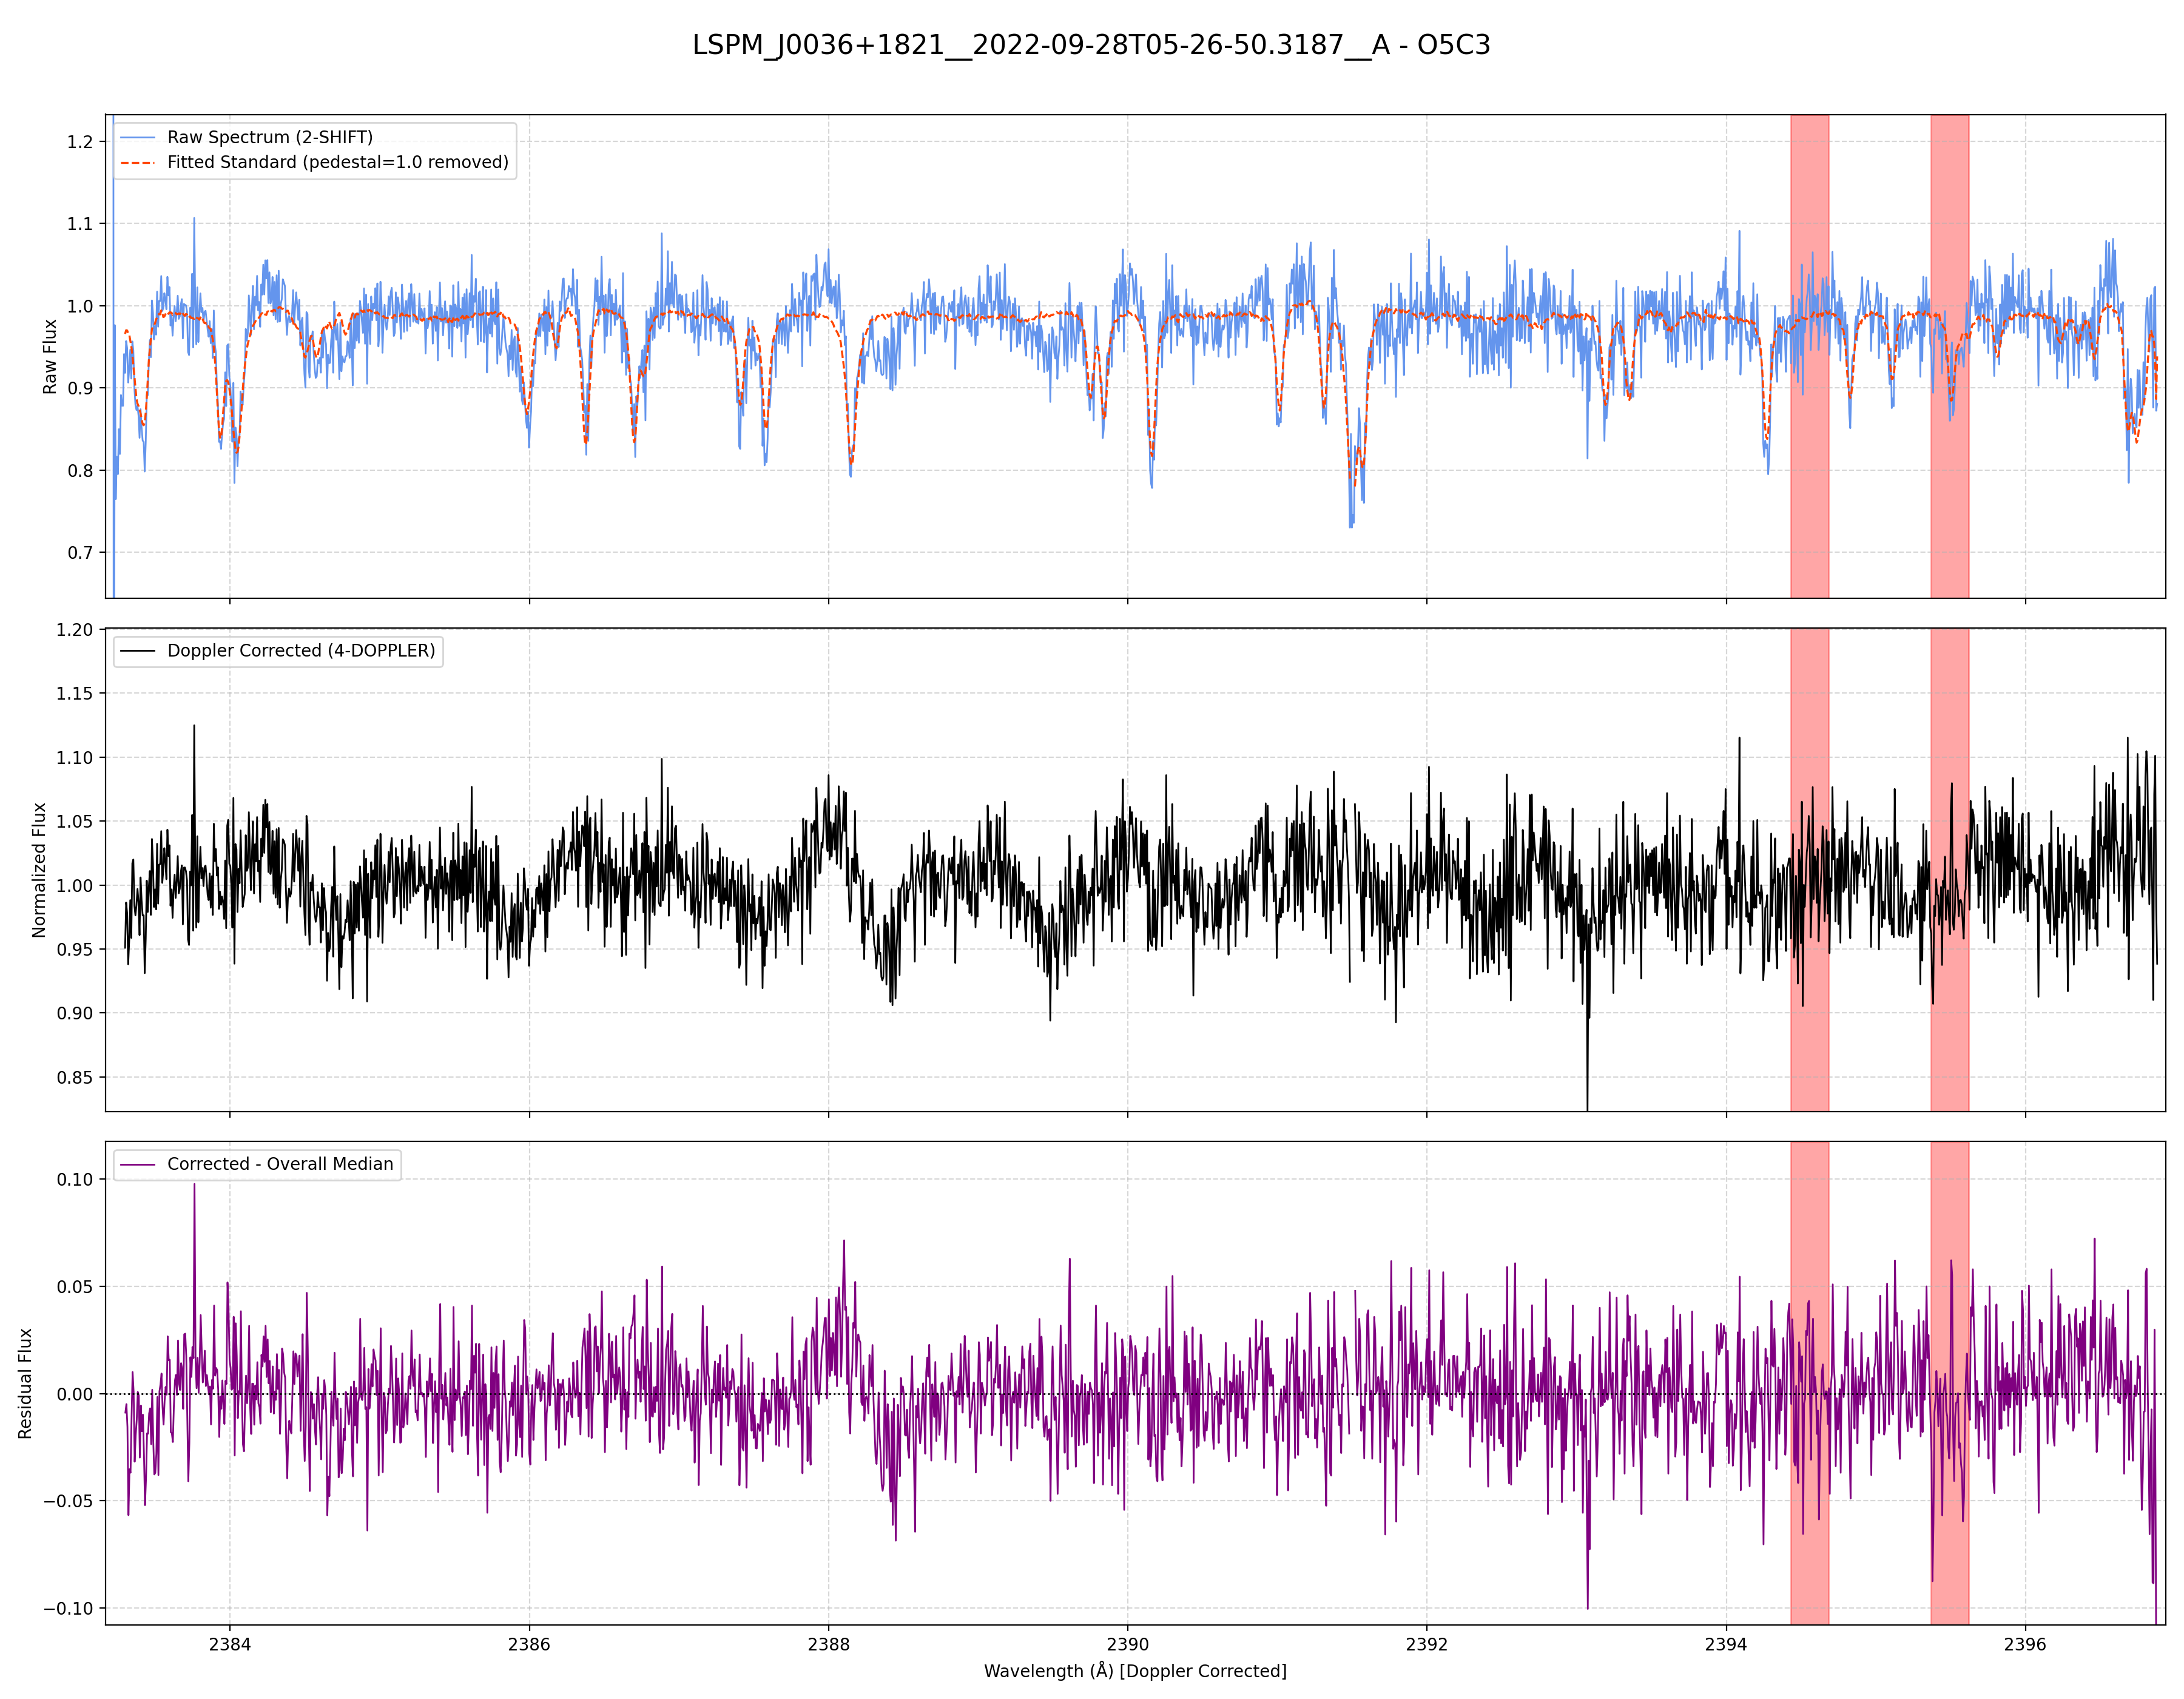 LSPM_J0036+1821__2022-09-28T05-26-50.3187__A - O5C3
Raw Spectrum (2-SHIFT)
Fitted Standard (pedestal=1.0 removed)
Raw Flux
1.2
1.1
1.0
0.9
0.8
0.7
Doppler Corrected (4-DOPPLER)
Normalized Flux
1.20
1.15
1.10
1.05
1.00
0.95
0.90
0.85
Corrected - Overall Median
Residual Flux
0.10
0.05
0.00
−0.05
−0.10
2384
2386
2388
2390
2392
2394
2396
Wavelength (Å) [Doppler Corrected]